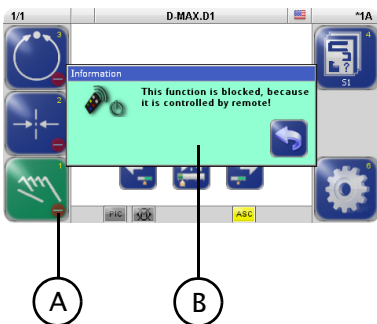 1/1 D-MAX.D1 *1A
3
4
Information
This function is blocked, because
it is controlled by remote!
?
S1
2
1
6
PIC ASC
A B